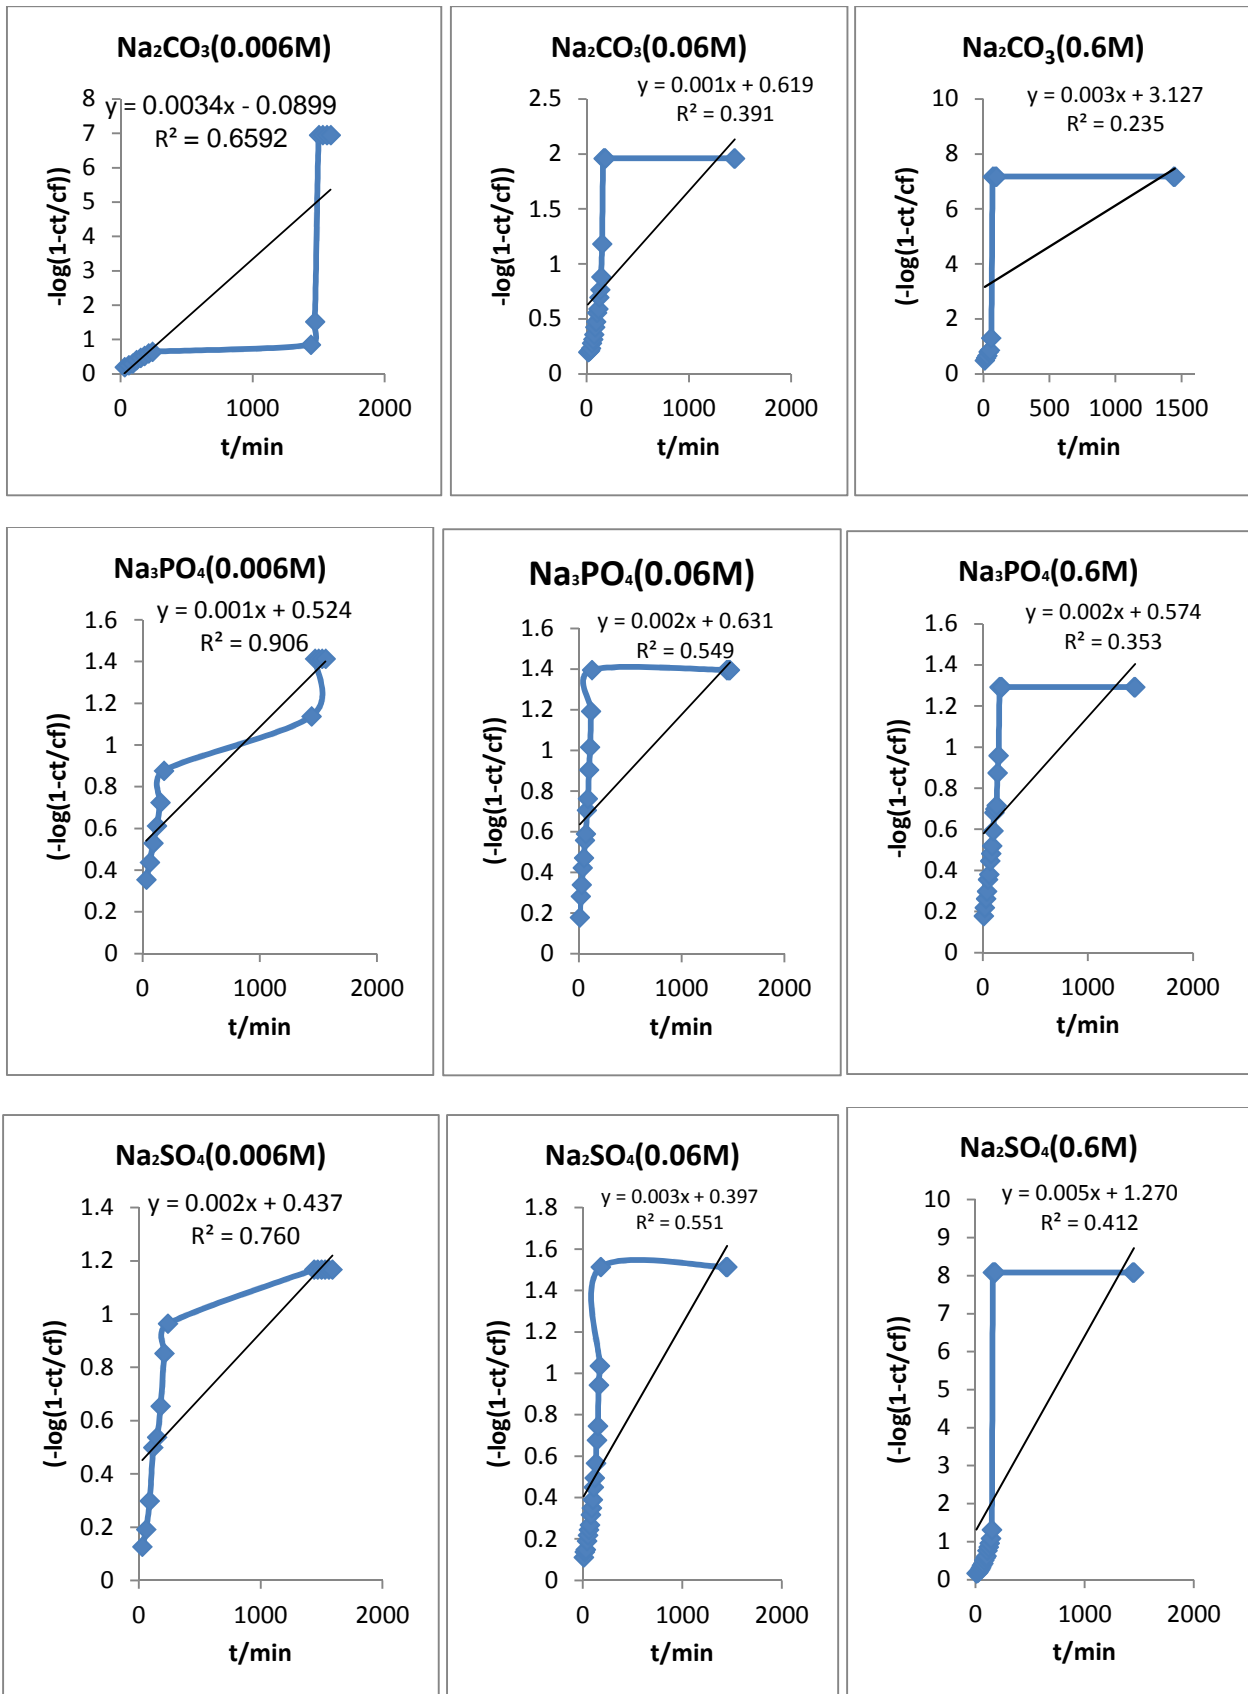 Na₂CO₃(0.006M)
y = 0.0034x - 0.0899
R² = 0.6592
8
7
6
5
4
3
2
1
0
-log(1-ct/cf))
0 1000 2000
t/min
Na₂CO₃(0.06M)
y = 0.001x + 0.619
R² = 0.391
2.5
2
1.5
1
0.5
0
-log(1-ct/cf))
0 1000 2000
t/min
Na₂CO₃(0.6M)
y = 0.003x + 3.127
R² = 0.235
10
8
6
4
2
0
(-log(1-ct/cf)
0 500 1000 1500
t/min
Na₃PO₄(0.006M)
y = 0.001x + 0.524
R² = 0.906
1.6
1.4
1.2
1
0.8
0.6
0.4
0.2
0
(-log(1-ct/cf))
0 1000 2000
t/min
Na₃PO₄(0.06M)
y = 0.002x + 0.631
R² = 0.549
1.6
1.4
1.2
1
0.8
0.6
0.4
0.2
0
(-log(1-ct/cf))
0 1000 2000
t/min
Na₃PO₄(0.6M)
y = 0.002x + 0.574
R² = 0.353
1.6
1.4
1.2
1
0.8
0.6
0.4
0.2
0
-log(1-ct/cf))
0 1000 2000
t/min
Na₂SO₄(0.006M)
y = 0.002x + 0.437
R² = 0.760
1.4
1.2
1
0.8
0.6
0.4
0.2
0
(-log(1-ct/cf))
0 1000 2000
t/min
Na₂SO₄(0.06M)
y = 0.003x + 0.397
R² = 0.551
1.8
1.6
1.4
1.2
1
0.8
0.6
0.4
0.2
0
(-log(1-ct/cf))
0 1000 2000
t/min
Na₂SO₄(0.6M)
y = 0.005x + 1.270
R² = 0.412
10
9
8
7
6
5
4
3
2
1
0
(-log(1-ct/cf))
0 1000 2000
t/min